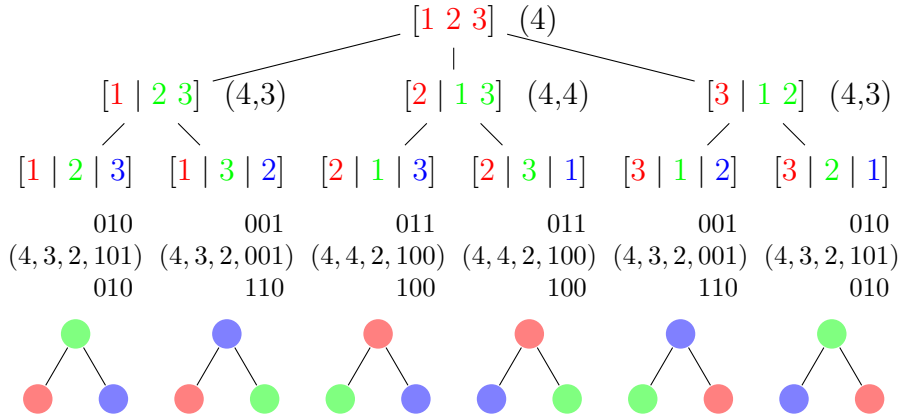 [1 2 3] (4)
[1 | 2 3] (4,3) [2 | 1 3] (4,4) [3 | 1 2] (4,3)
[1 | 2 | 3] [1 | 3 | 2] [2 | 1 | 3] [2 | 3 | 1] [3 | 1 | 2] [3 | 2 | 1]
010 001 011 011 001 010
(4, 3, 2, 101) (4, 3, 2, 001) (4, 4, 2, 100) (4, 4, 2, 100) (4, 3, 2, 001) (4, 3, 2, 101)
010 110 100 100 110 010